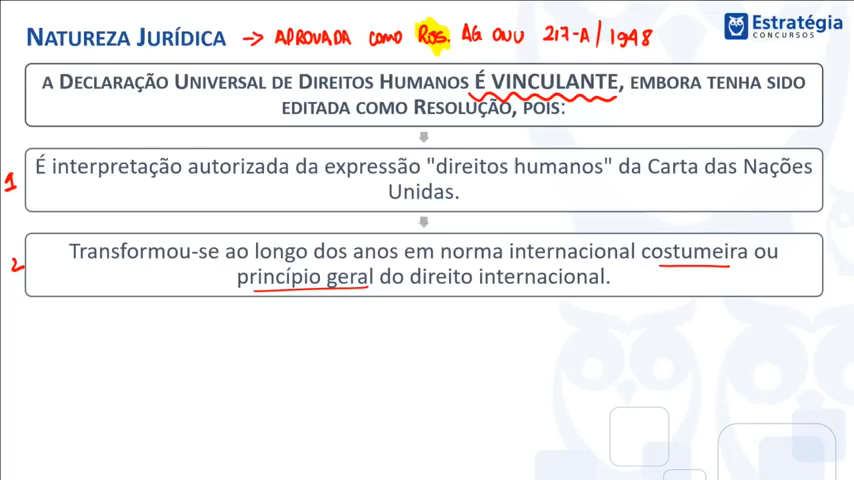 NATUREZA JURÍDICA → APROVADA COMO RES. AG ONU 217-A/1948
Estratégia
CONCURSOS
A DECLARAÇÃO UNIVERSAL DE DIREITOS HUMANOS É VINCULANTE, EMBORA TENHA SIDO
EDITADA COMO RESOLUÇÃO, POIS:
1
É interpretação autorizada da expressão "direitos humanos" da Carta das Nações
Unidas.
2
Transformou-se ao longo dos anos em norma internacional costumeira ou
princípio geral do direito internacional.